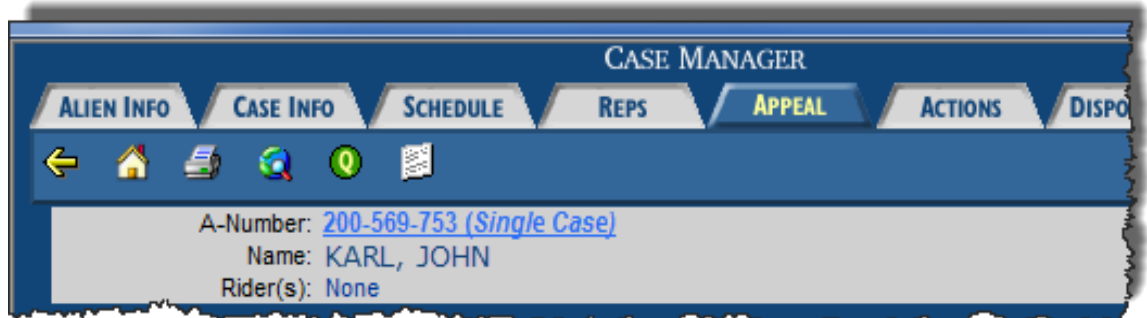 CASE MANAGER
ALIEN INFO CASE INFO SCHEDULE REPS APPEAL ACTIONS DISPO
Q
A-Number: 200-569-753 (Single Case)
Name: KARL, JOHN
Rider(s): None